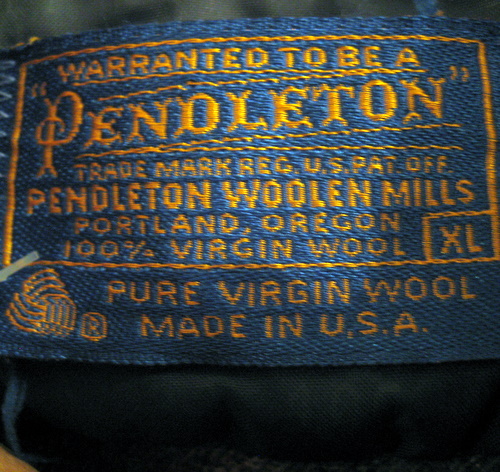 WARRANTED TO BE A
"PENDLETON"
TRADE MARK REG. U.S. PAT. OFF.
PENDLETON WOOLEN MILLS
PORTLAND, OREGON
100% VIRGIN WOOL XL
PURE VIRGIN WOOL
® MADE IN U.S.A.